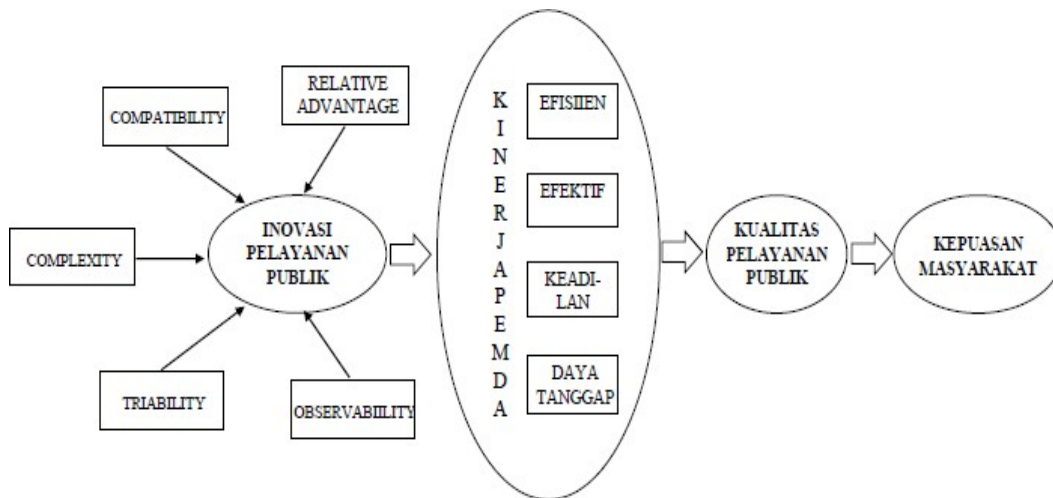 RELATIVE
ADVANTAGE
COMPATIBILITY
COMPLEXITY
TRIABILITY
OBSERVABIILITY
INOVASI
PELAYANAN
PUBLIK
K
I
N
E
R
J
A
P
E
M
D
A
EFISIIEN
EFEKTIF
KEADI-
LAN
DAYA
TANGGAP
KUALITAS
PELAYANAN
PUBLIK
KEPUASAN
MASYARAKAT